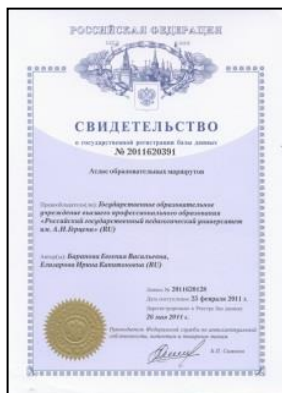 РОССИЙСКАЯ ФЕДЕРАЦИЯ
СВИДЕТЕЛЬСТВО
о государственной регистрации базы данных
№ 2011620391
Атлас образовательных маршрутов
Правообладатель(ли): Государственное образовательное
учреждение высшего профессионального образования
«Российский государственный педагогический университет
им. А.И.Герцена» (RU)
Автор(ы): Баранова Евгения Васильевна,
Елизарова Ирина Капитоновна (RU)
Заявка № 2011620120
Дата поступления 25 февраля 2011 г.
Зарегистрировано в Реестре баз данных
26 мая 2011 г.
Руководитель Федеральной службы по интеллектуальной
собственности, патентам и товарным знакам
Б.П. Симонов